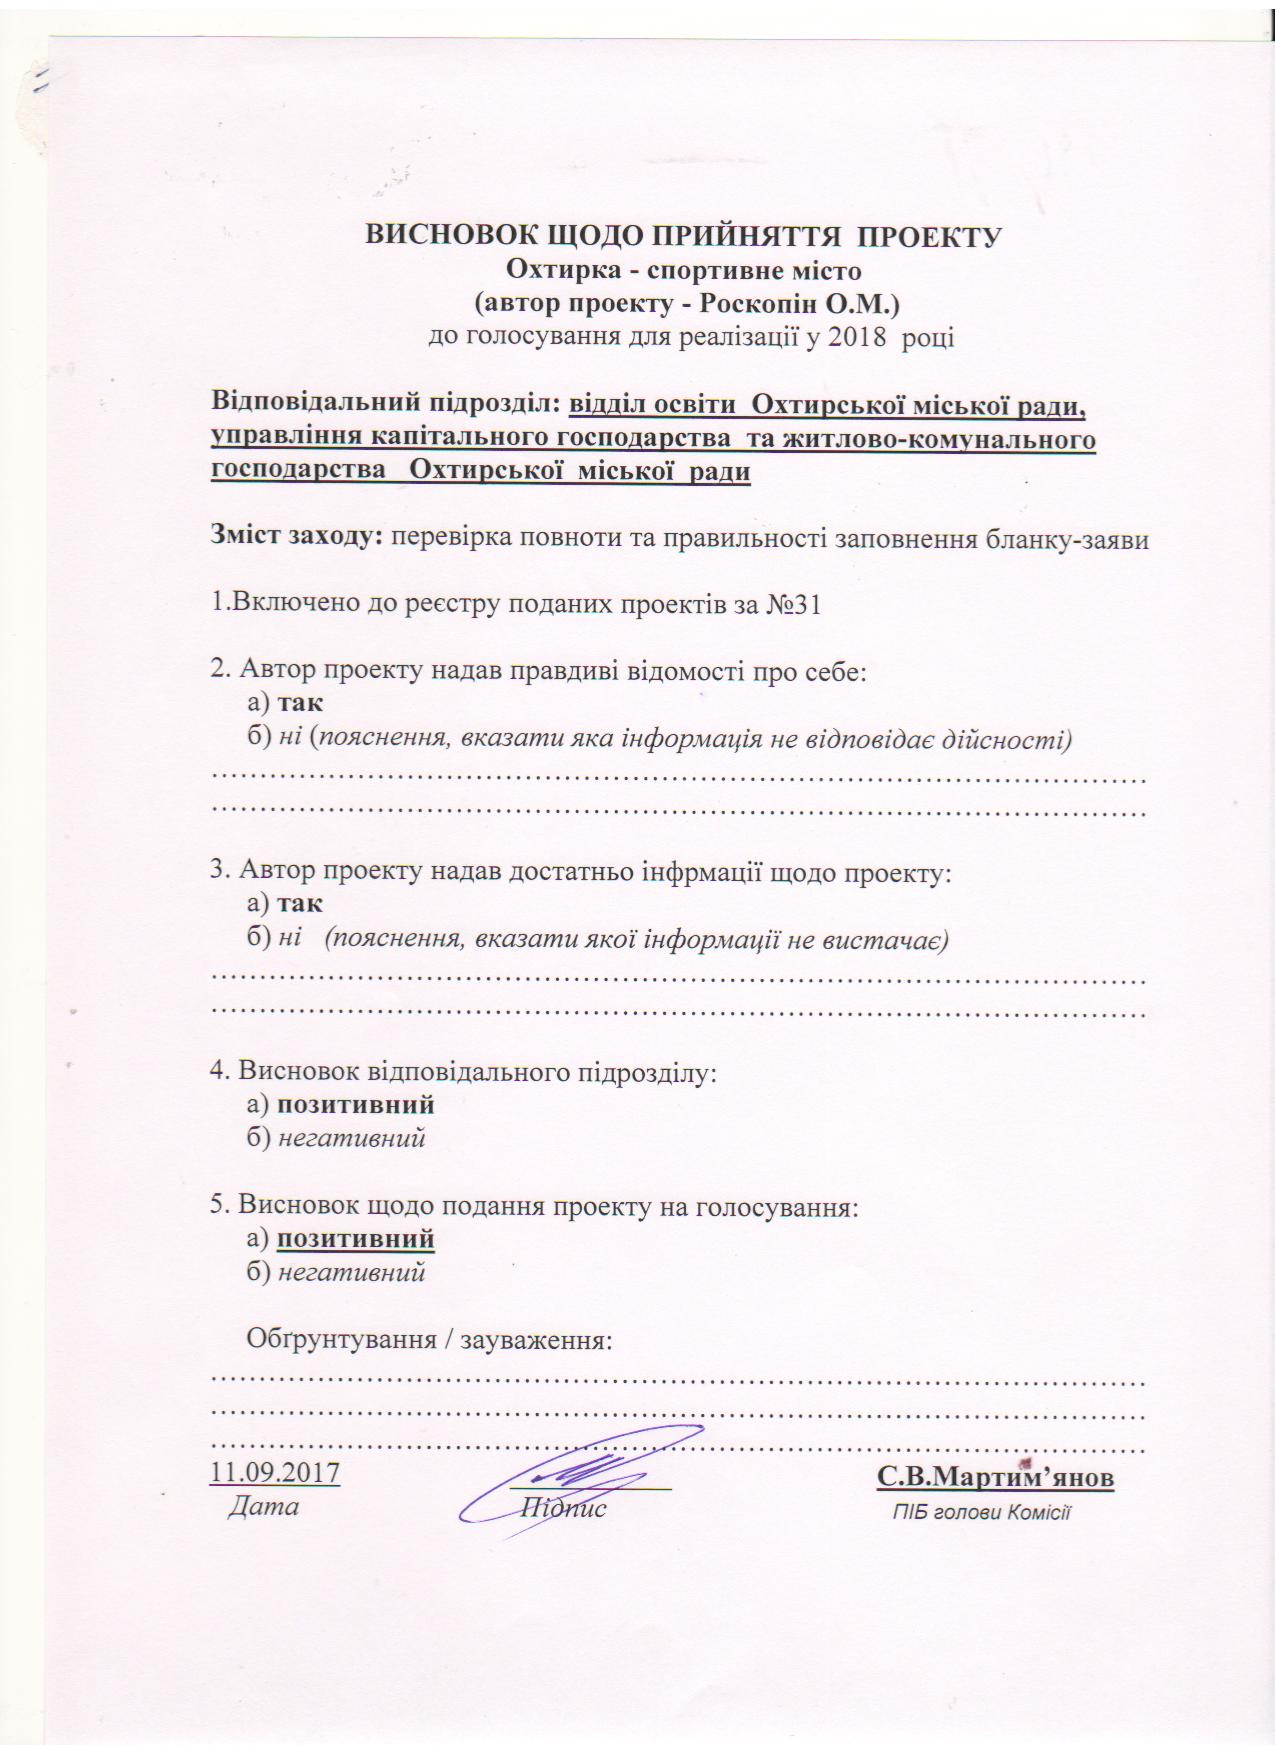 ВИСНОВОК ЩОДО ПРИЙНЯТТЯ ПРОЕКТУ
Охтирка - спортивне місто
(автор проекту - Роскопін О.М.)
до голосування для реалізації у 2018 році
Відповідальний підрозділ: відділ освіти Охтирської міської ради,
управління капітального господарства та житлово-комунального
господарства Охтирської міської ради
Зміст заходу: перевірка повноти та правильності заповнення бланку-заяви
1.Включено до реєстру поданих проектів за №31
2. Автор проекту надав правдиві відомості про себе:
а) так
б) ні (пояснення, вказати яка інформація не відповідає дійсності)
……………………………………………………………………………………
……………………………………………………………………………………
3. Автор проекту надав достатньо інфрмації щодо проекту:
а) так
б) ні (пояснення, вказати якої інформації не вистачає)
……………………………………………………………………………………
……………………………………………………………………………………
4. Висновок відповідального підрозділу:
а) позитивний
б) негативний
5. Висновок щодо подання проекту на голосування:
а) позитивний
б) негативний
Обґрунтування / зауваження:
……………………………………………………………………………………
……………………………………………………………………………………
……………………………………………………………………………………
11.09.2017 ___________ С.В.Мартим’янов
Дата Підпис ПІБ голови Комісії